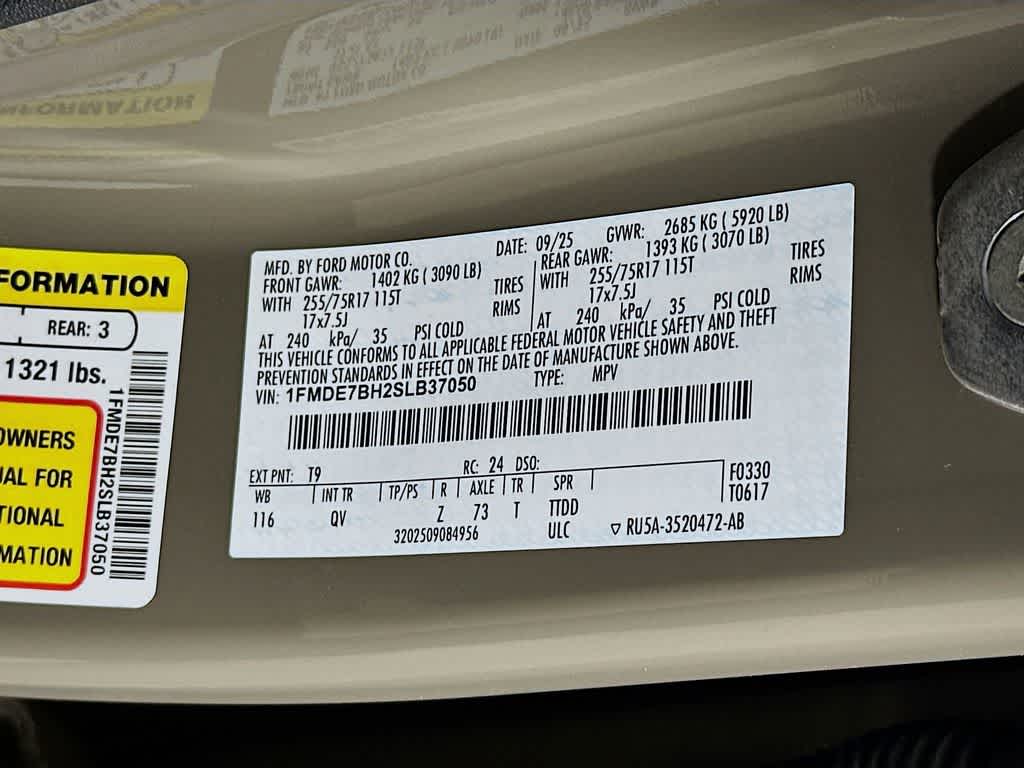 FORMATION
REAR: 3
1321 lbs.
OWNERS
UAL FOR
TIONAL
MATION
1FMDE7BH2SLB37050
MFD. BY FORD MOTOR CO.
DATE: 09/25
GVWR: 2685 KG ( 5920 LB)
FRONT GAWR: 1402 KG ( 3090 LB)
WITH 255/75R17 115T TIRES
17x7.5J RIMS
AT 240 kPa/ 35 PSI COLD
REAR GAWR: 1393 KG ( 3070 LB)
WITH 255/75R17 115T TIRES
17x7.5J RIMS
AT 240 kPa/ 35 PSI COLD
THIS VEHICLE CONFORMS TO ALL APPLICABLE FEDERAL MOTOR VEHICLE SAFETY AND THEFT
PREVENTION STANDARDS IN EFFECT ON THE DATE OF MANUFACTURE SHOWN ABOVE.
VIN: 1FMDE7BH2SLB37050 TYPE: MPV
EXT PNT: T9 RC: 24 DSO:
WB INT TR TP/PS R AXLE TR SPR
116 QV Z 73 T TTDD
F0330
T0617
3202509084956 ULC ▽ RU5A-3520472-AB